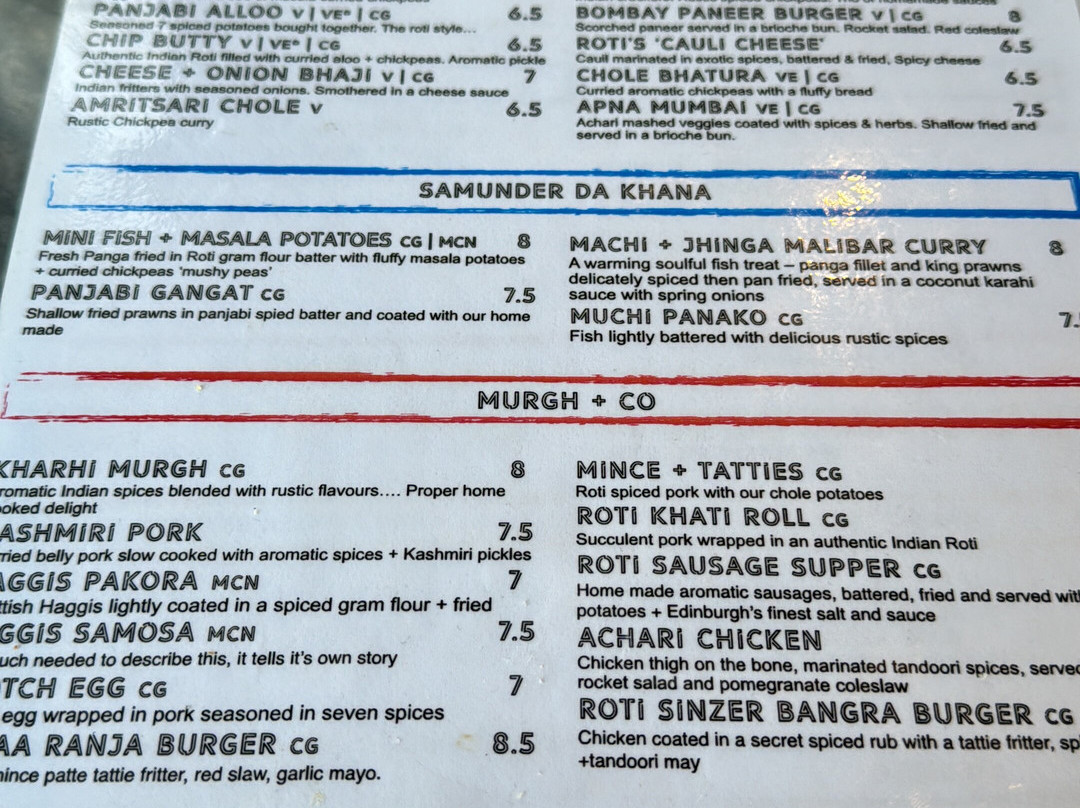 PANJABI ALLOO V | VE* | CG 6.5
Seasoned 7 spiced potatoes bought together. The roti style...
CHIP BUTTY V | VE* | CG 6.5
Authentic Indian Roti filled with curried aloo + chickpeas. Aromatic pickle
CHEESE + ONION BHAJI V | CG 7
Indian fritters with seasoned onions. Smothered in a cheese sauce
AMRITSARI CHOLE V 6.5
Rustic Chickpea curry
BOMBAY PANEER BURGER V | CG 8
Scorched paneer served in a brioche bun. Rocket salad. Red coleslaw
ROTI'S 'CAULI CHEESE' 6.5
Cauli marinated in exotic spices, battered & fried, Spicy cheese
CHOLE BHATURA VE | CG 6.5
Curried aromatic chickpeas with a fluffy bread
APNA MUMBAI VE | CG 7.5
Achari mashed veggies coated with spices & herbs. Shallow fried and
served in a brioche bun.
SAMUNDER DA KHANA
MINI FISH + MASALA POTATOES CG | MCN 8
Fresh Panga fried in Roti gram flour batter with fluffy masala potatoes
+ curried chickpeas 'mushy peas'
PANJABI GANGAT CG 7.5
Shallow fried prawns in panjabi spied batter and coated with our home
made
MACHI + JHINGA MALIBAR CURRY 8
A warming soulful fish treat – panga fillet and king prawns
delicately spiced then pan fried, served in a coconut karahi
sauce with spring onions
MUCHI PANAKO CG 7.
Fish lightly battered with delicious rustic spices
MURGH + CO
KHARHI MURGH CG 8
romatic Indian spices blended with rustic flavours.... Proper home
oked delight
ASHMIRI PORK 7.5
ried belly pork slow cooked with aromatic spices + Kashmiri pickles
AGGIS PAKORA MCN 7
ttish Haggis lightly coated in a spiced gram flour + fried
GGIS SAMOSA MCN 7.5
uch needed to describe this, it tells it's own story
TCH EGG CG 7
egg wrapped in pork seasoned in seven spices
AA RANJA BURGER CG 8.5
ince patte tattie fritter, red slaw, garlic mayo.
MINCE + TATTIES CG
Roti spiced pork with our chole potatoes
ROTI KHATI ROLL CG
Succulent pork wrapped in an authentic Indian Roti
ROTI SAUSAGE SUPPER CG
Home made aromatic sausages, battered, fried and served with
potatoes + Edinburgh's finest salt and sauce
ACHARI CHICKEN
Chicken thigh on the bone, marinated tandoori spices, served
rocket salad and pomegranate coleslaw
ROTI SINZER BANGRA BURGER CG
Chicken coated in a secret spiced rub with a tattie fritter, sp
+tandoori may